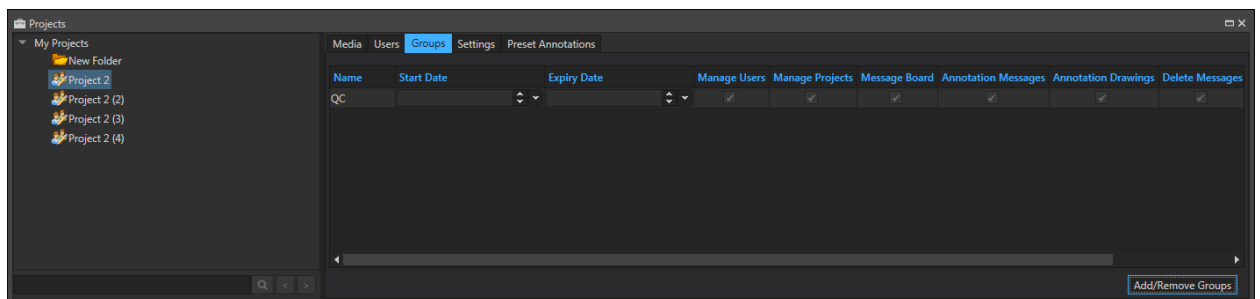 Projects
My Projects
New Folder
Project 2
Project 2 (2)
Project 2 (3)
Project 2 (4)
Media Users Groups Settings Preset Annotations
Name Start Date Expiry Date Manage Users Manage Projects Message Board Annotation Messages Annotation Drawings Delete Messages
QC
Add/Remove Groups